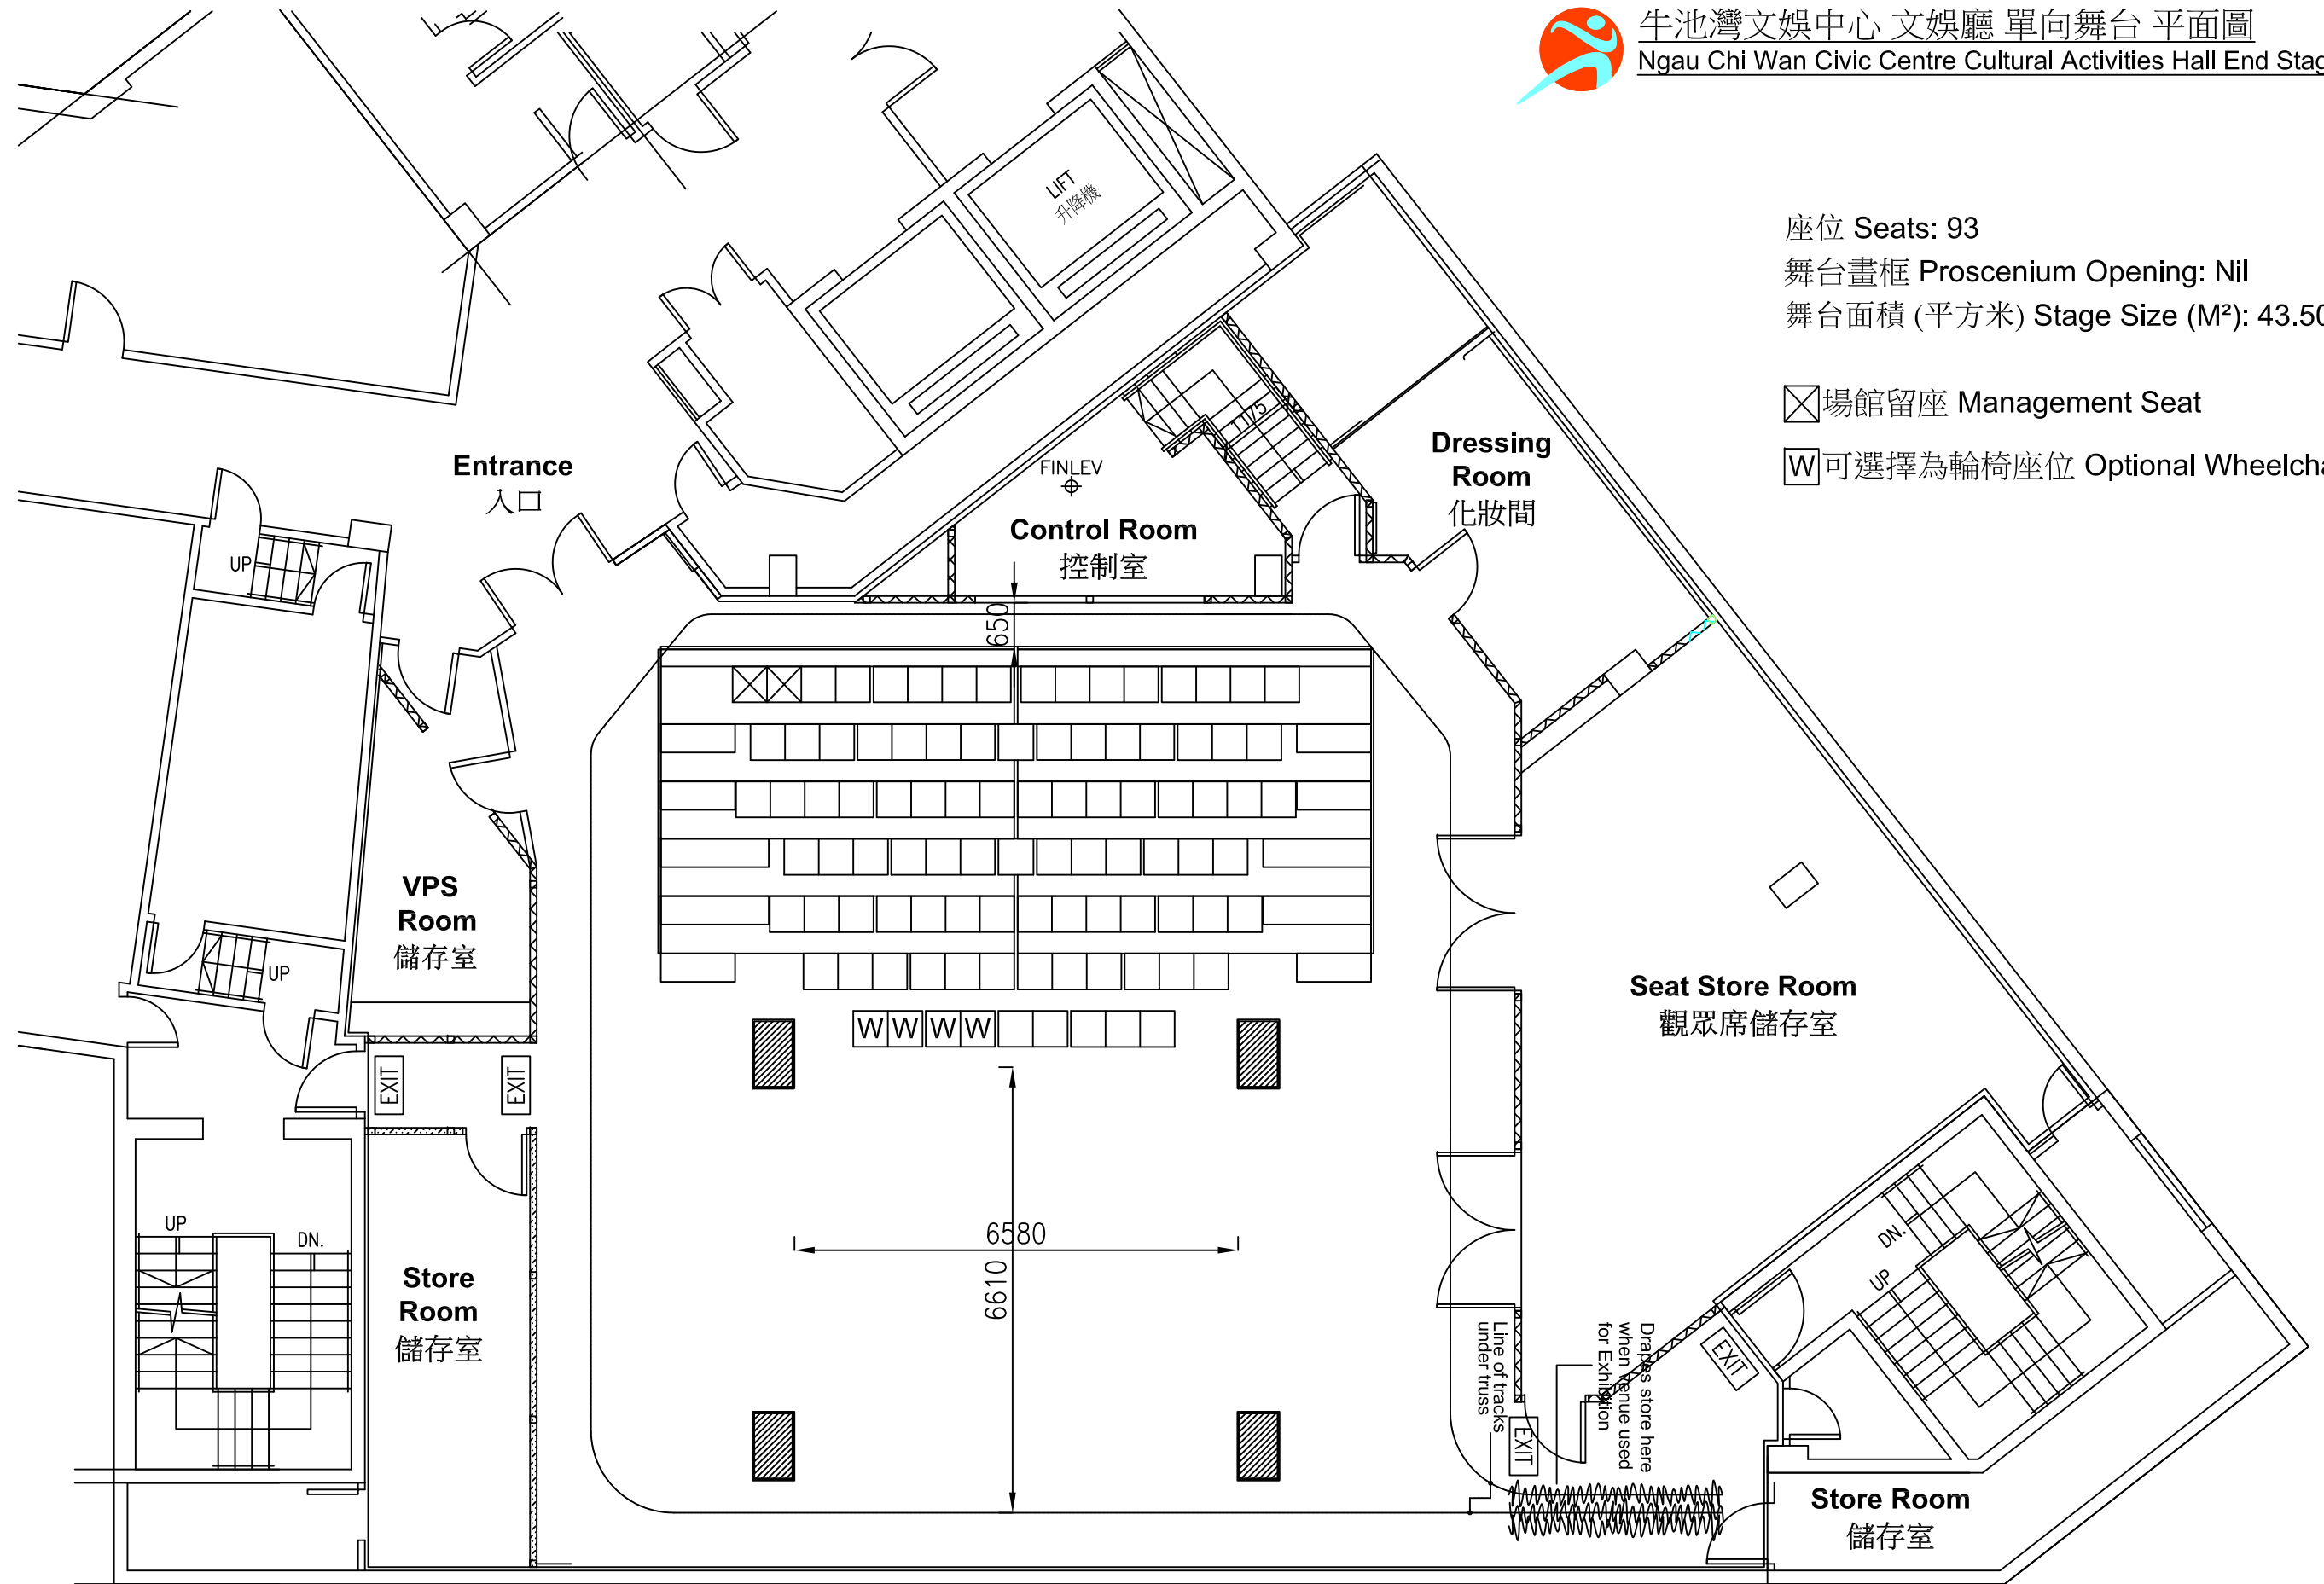 牛池灣文娛中心 文娛廳 單向舞台 平面圖
Ngau Chi Wan Civic Centre Cultural Activities Hall End Stag
座位 Seats: 93
舞台畫框 Proscenium Opening: Nil
舞台面積 (平方米) Stage Size (M²): 43.50
場館留座 Management Seat
W 可選擇為輪椅座位 Optional Wheelcha
LIFT
升降機
1175
Entrance
入口
FINLEV
Control Room
控制室
Dressing
Room
化妝間
UP
650
VPS
Room
儲存室
UP
Seat Store Room
觀眾席儲存室
W W W W
EXIT
EXIT
UP
DN.
6580
6610
Store
Room
儲存室
DN.
UP
Line of tracks
under truss
Drapes store here
when venue used
for Exhibition
EXIT
EXIT
Store Room
儲存室